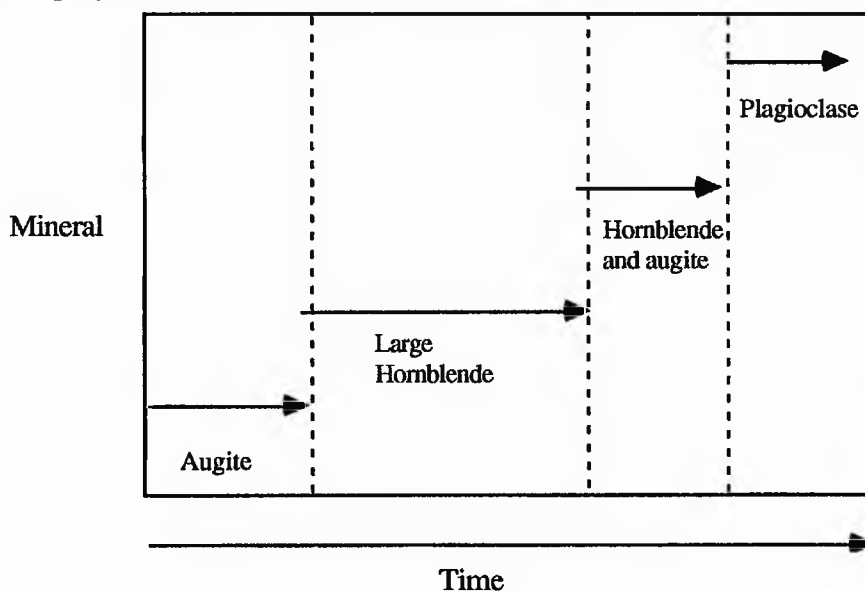 Plagioclase
Mineral
Hornblende
and augite
Large
Hornblende
Augite
Time